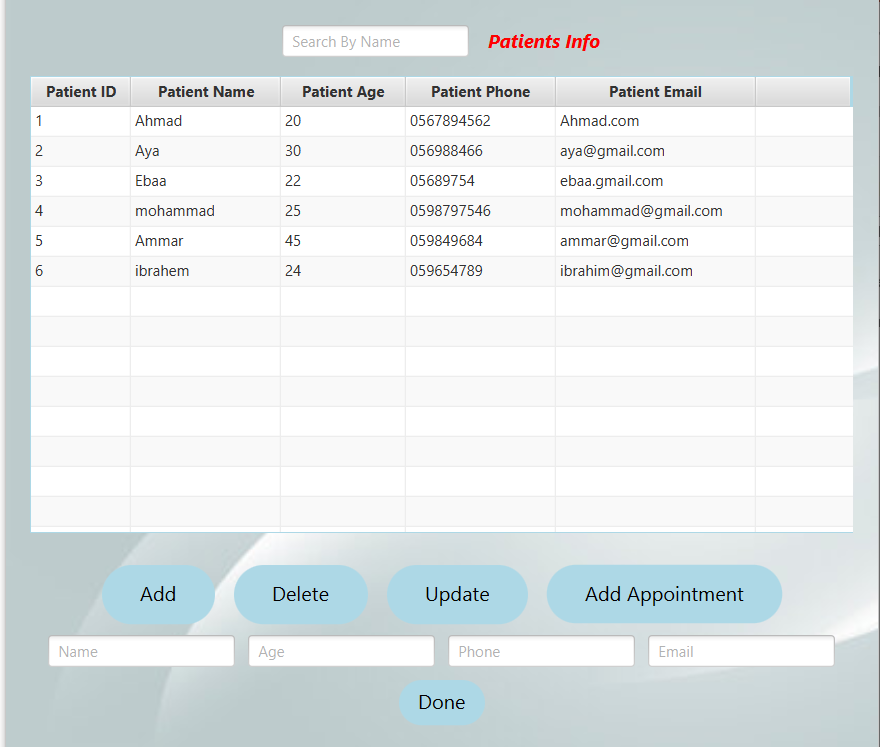 Search By Name Patients Info
Patient ID Patient Name Patient Age Patient Phone Patient Email
1 Ahmad 20 0567894562 Ahmad.com
2 Aya 30 056988466 aya@gmail.com
3 Ebaa 22 05689754 ebaa.gmail.com
4 mohammad 25 0598797546 mohammad@gmail.com
5 Ammar 45 059849684 ammar@gmail.com
6 ibrahem 24 059654789 ibrahim@gmail.com
Add Delete Update Add Appointment
Name Age Phone Email
Done